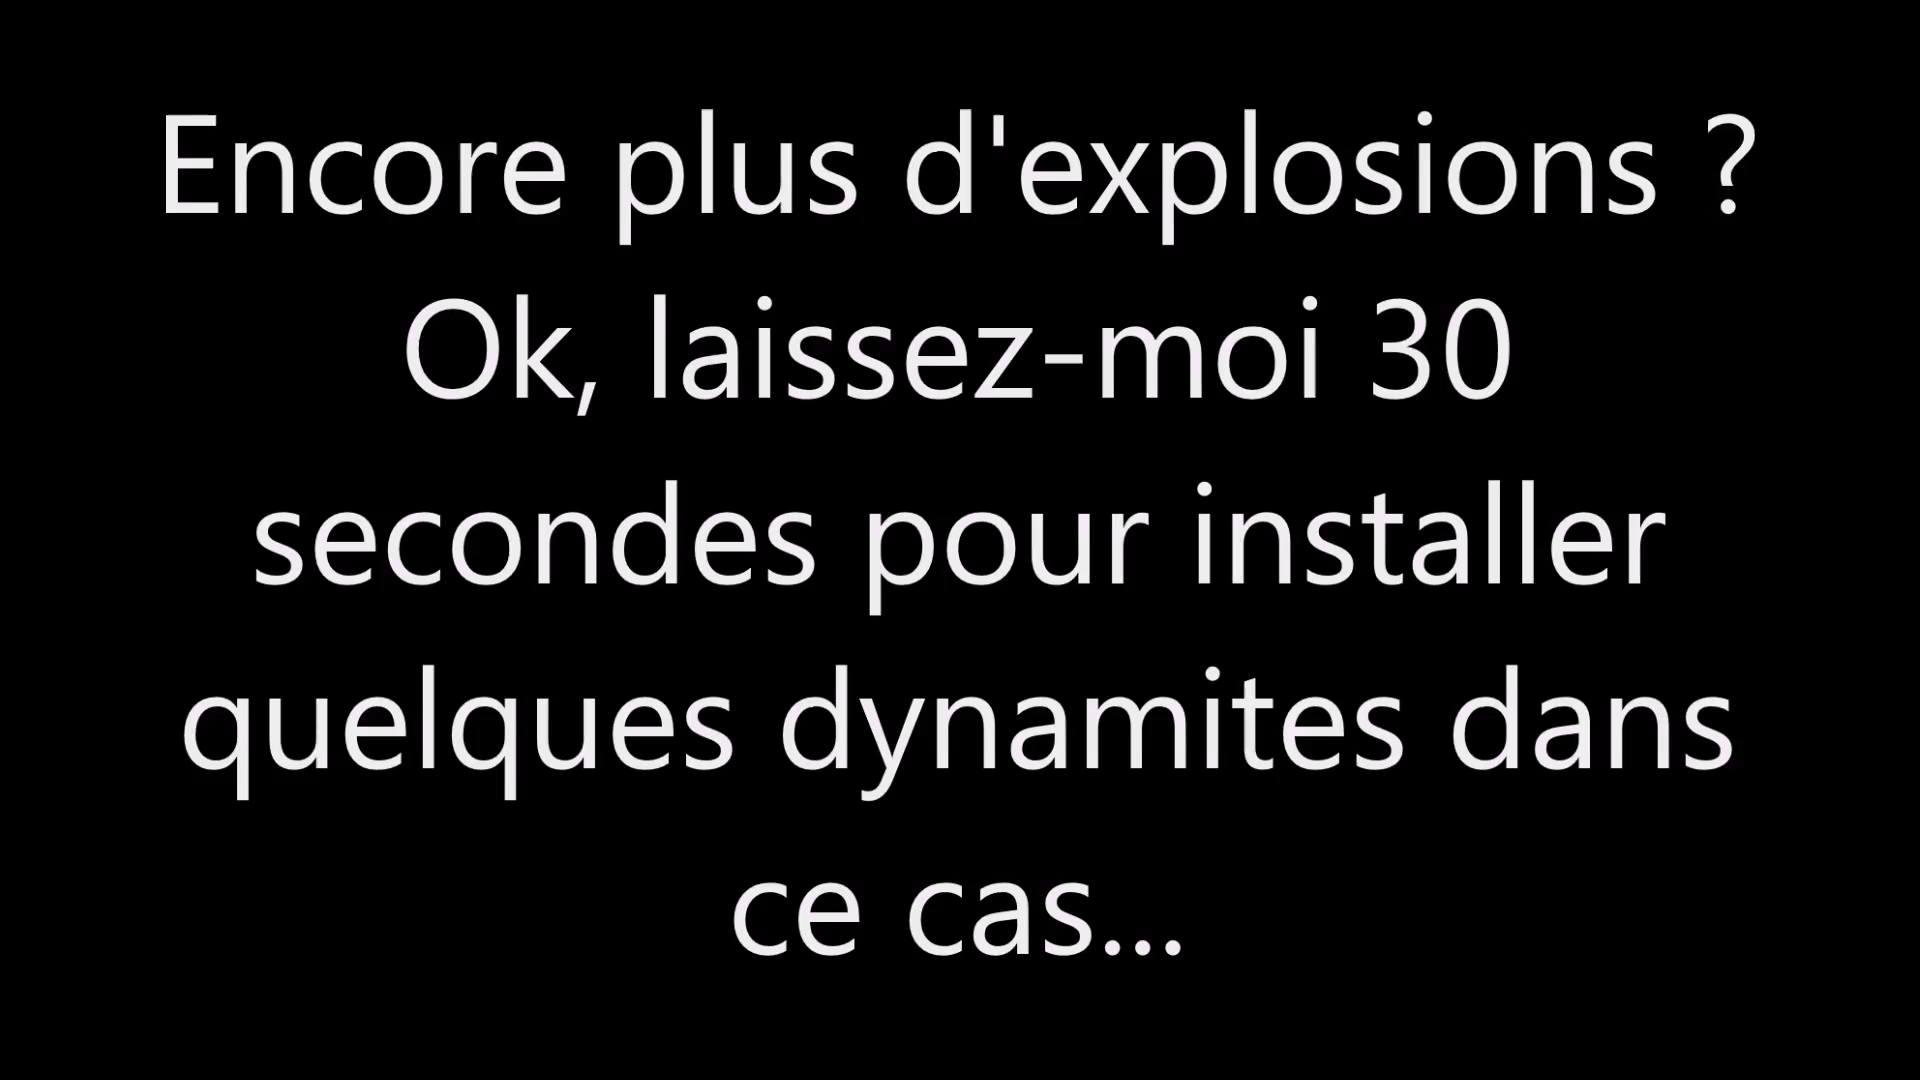 Encore plus d'explosions ?
Ok, laissez-moi 30
secondes pour installer
quelques dynamites dans
ce cas...